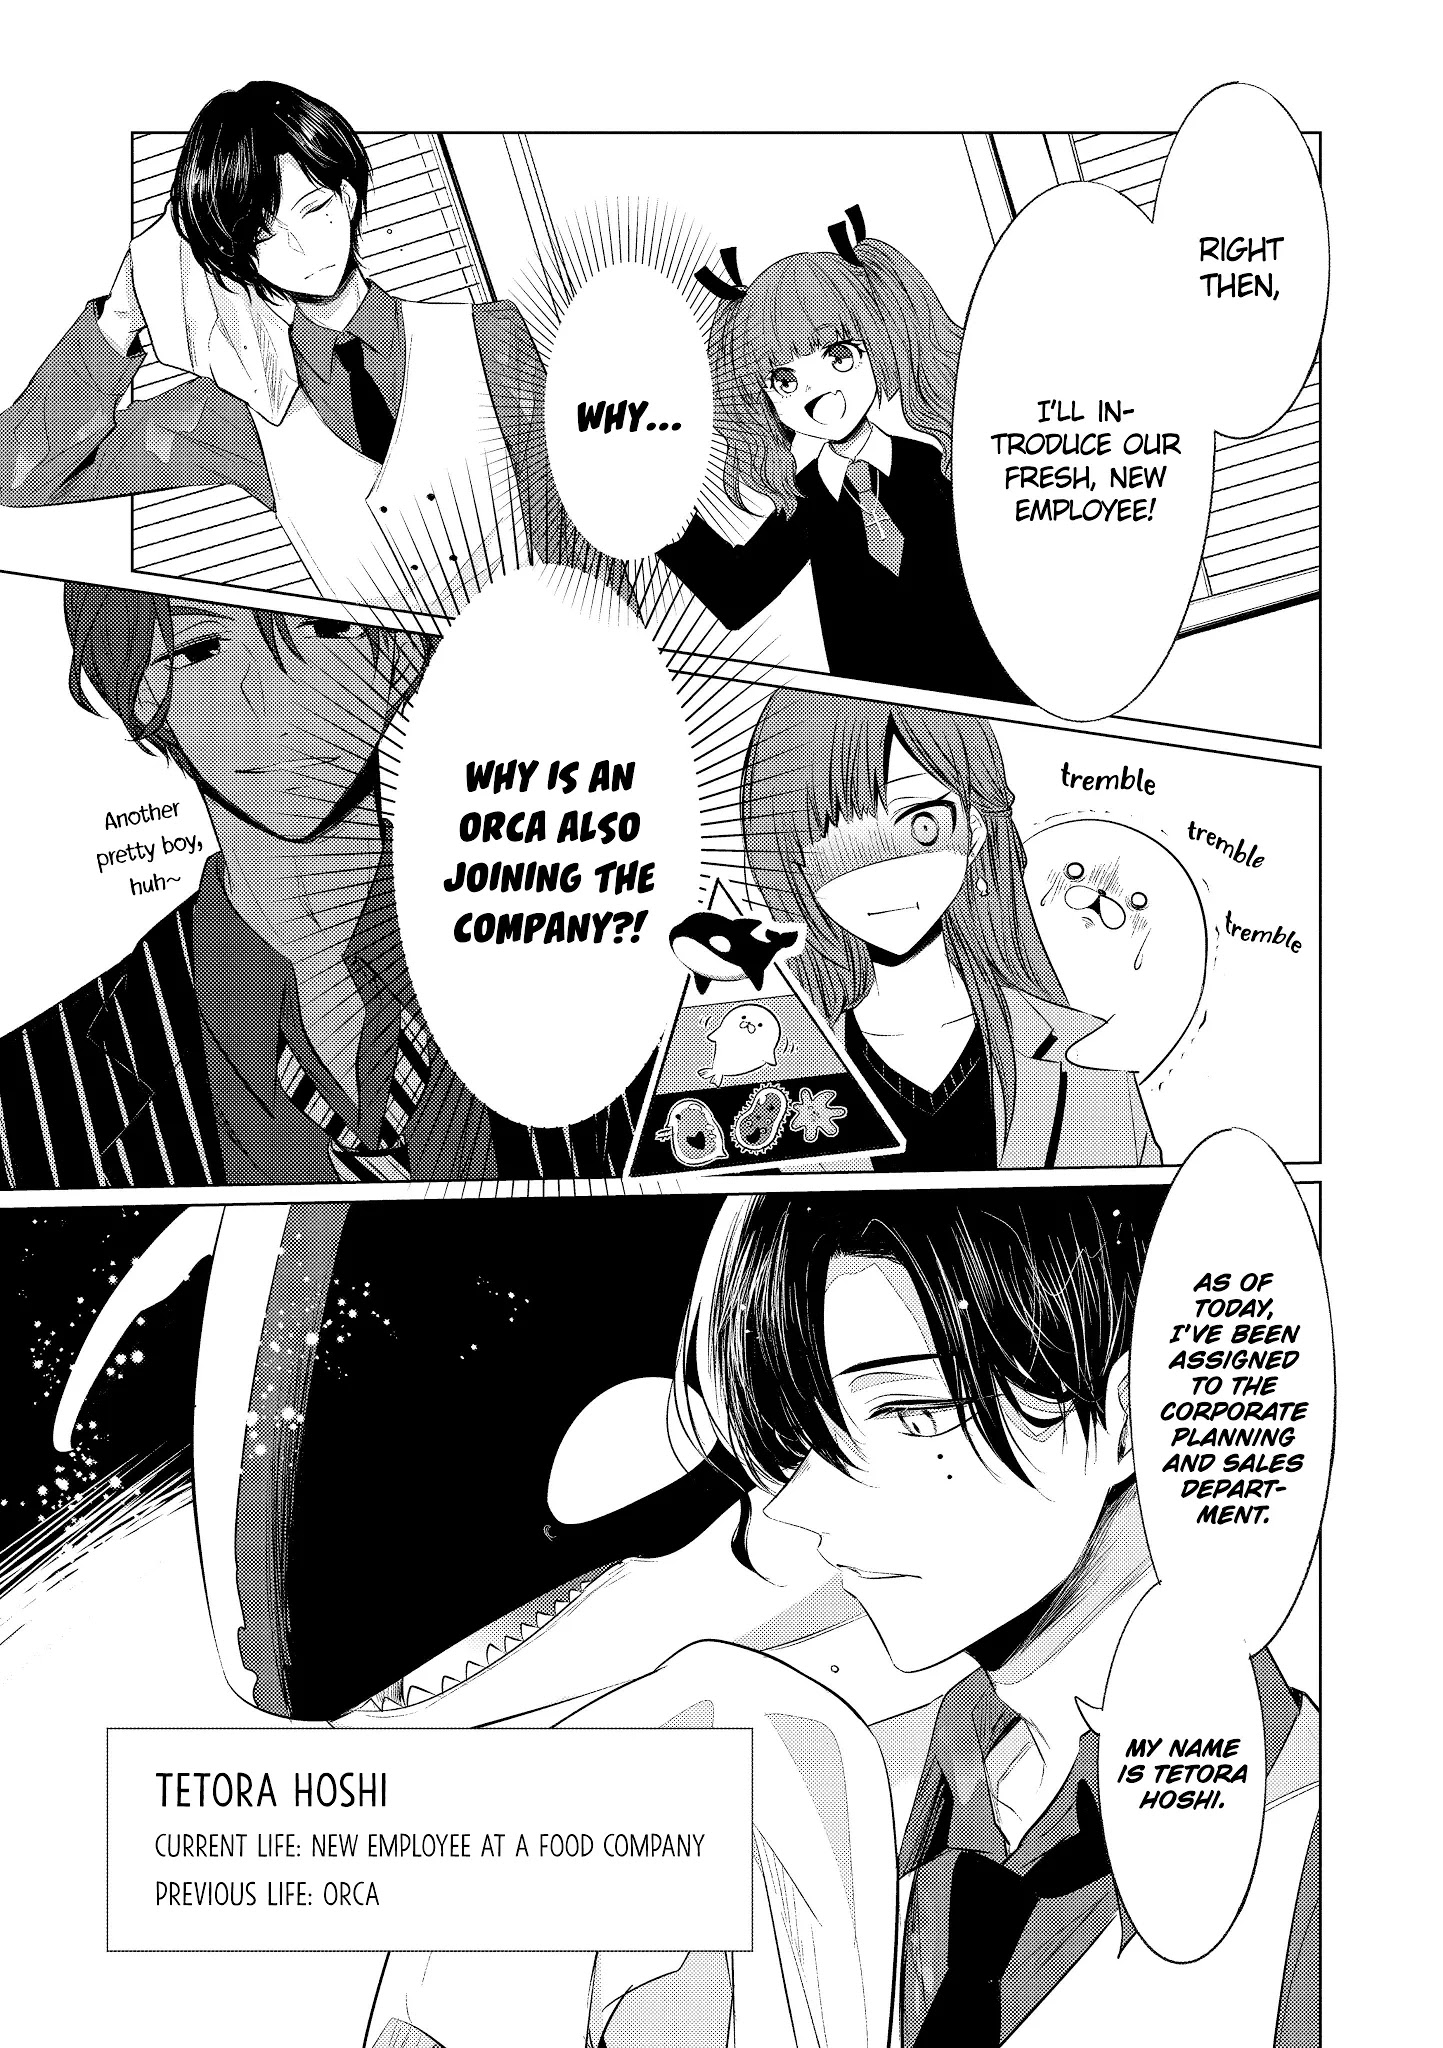 RIGHT
THEN,
I'LL IN-
TRODUCE OUR
FRESH, NEW
EMPLOYEE!
WHY...
WHY IS AN
ORCA ALSO
JOINING THE
COMPANY?!
tremble
tremble
tremble
Another
pretty boy,
huh~
AS OF
TODAY,
I'VE BEEN
ASSIGNED
TO THE
CORPORATE
PLANNING
AND SALES
DEPART-
MENT.
MY NAME
IS TETORA
HOSHI.
TETORA HOSHI
CURRENT LIFE: NEW EMPLOYEE AT A FOOD COMPANY
PREVIOUS LIFE: ORCA